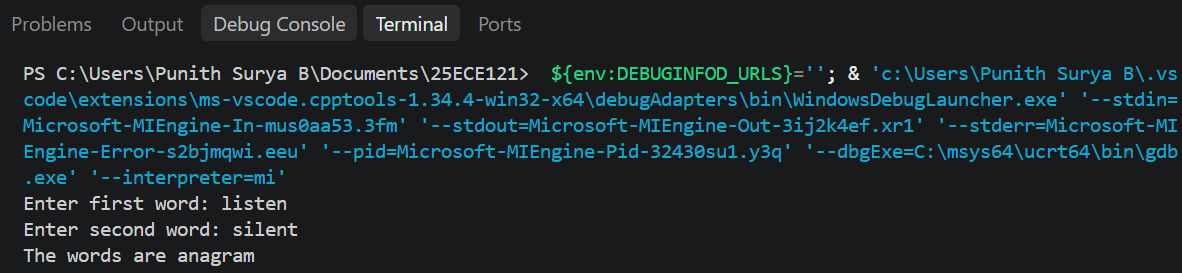 Problems Output Debug Console Terminal Ports
PS C:\Users\Punith Surya B\Documents\25ECE121>  ${env:DEBUGINFOD_URLS}=''; & 'c:\Users\Punith Surya B\.vs
code\extensions\ms-vscode.cpptools-1.34.4-win32-x64\debugAdapters\bin\WindowsDebugLauncher.exe' '--stdin=
Microsoft-MIEngine-In-mus0aa53.3fm' '--stdout=Microsoft-MIEngine-Out-3ij2k4ef.xr1' '--stderr=Microsoft-MI
Engine-Error-s2bjmqwi.eeu' '--pid=Microsoft-MIEngine-Pid-32430su1.y3q' '--dbgExe=C:\msys64\ucrt64\bin\gdb
.exe' '--interpreter=mi'
Enter first word: listen
Enter second word: silent
The words are anagram